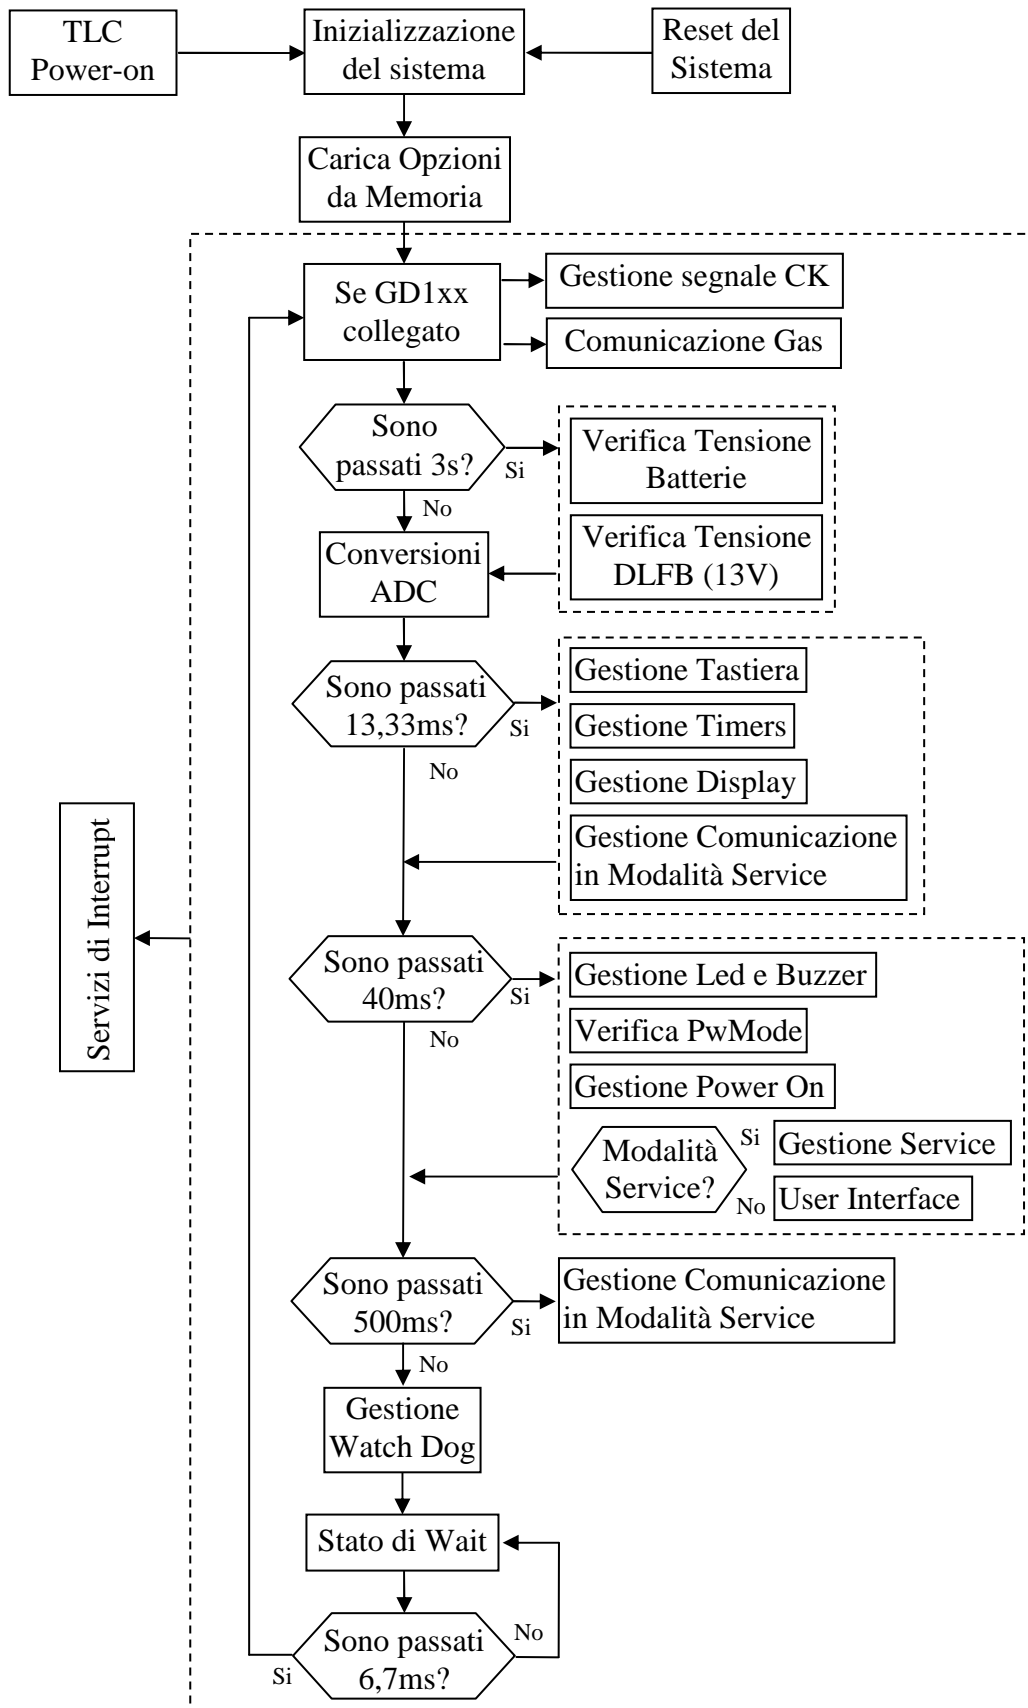 TLC
Power-on
Inizializzazione
del sistema
Reset del
Sistema
Carica Opzioni
da Memoria
Se GD1xx
collegato
Gestione segnale CK
Comunicazione Gas
Sono
passati 3s?
Si
No
Verifica Tensione
Batterie
Verifica Tensione
DLFB (13V)
Conversioni
ADC
Sono passati
13,33ms?
Si
No
Gestione Tastiera
Gestione Timers
Gestione Display
Gestione Comunicazione
in Modalità Service
Servizi di Interrupt
Sono passati
40ms?
Si
No
Gestione Led e Buzzer
Verifica PwMode
Gestione Power On
Modalità
Service?
Si
Gestione Service
No
User Interface
Sono passati
500ms?
Si
No
Gestione Comunicazione
in Modalità Service
Gestione
Watch Dog
Stato di Wait
Sono passati
6,7ms?
No
Si